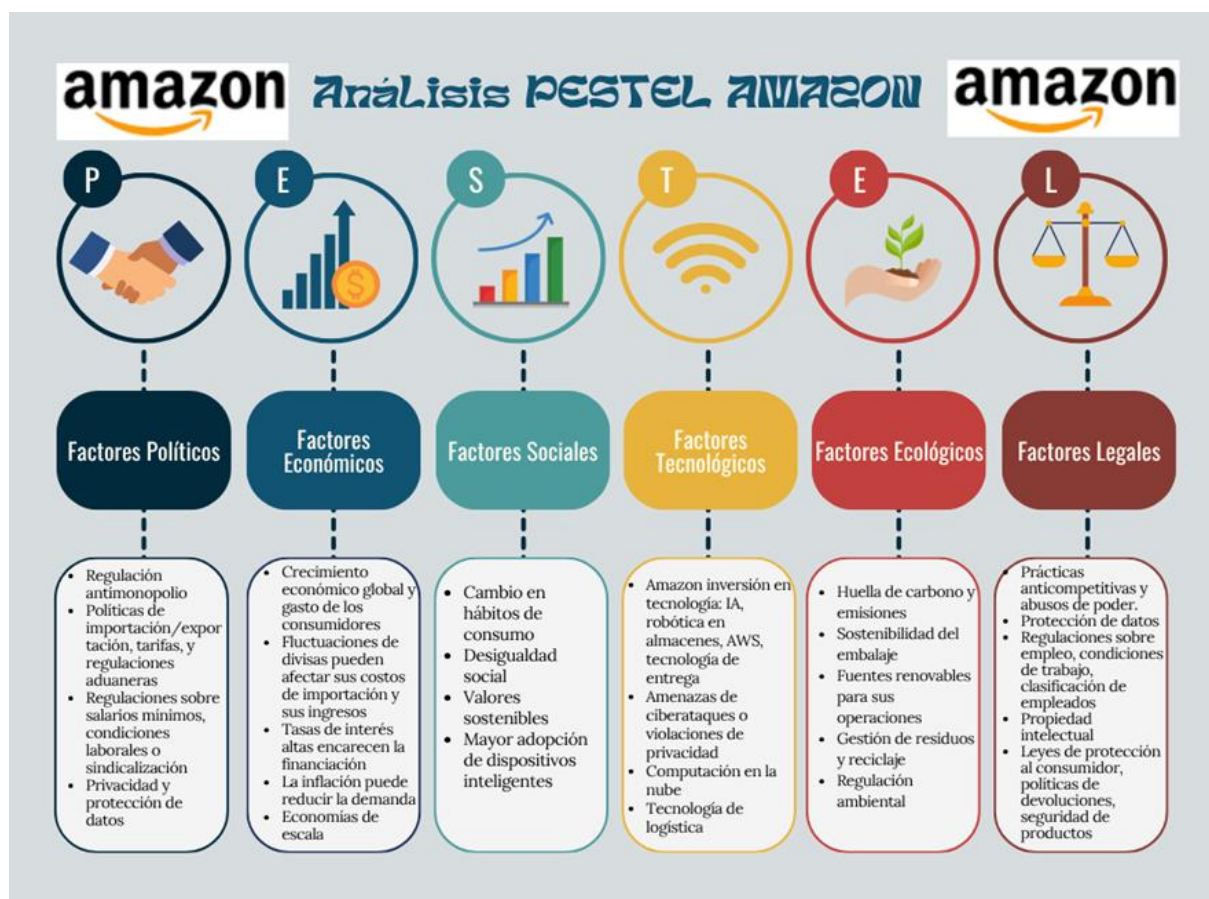 amazon
AnáLisis PESTEL AMAZON
amazon
P
E
S
T
E
L
$
Factores Políticos
Factores
Económicos
Factores Sociales
Factores
Tecnológicos
Factores Ecológicos
Factores Legales
• Regulación
antimonopolio
• Políticas de
importación/expor
tación, tarifas, y
regulaciones
aduaneras
• Regulaciones sobre
salarios mínimos,
condiciones
laborales o
sindicalización
• Privacidad y
protección de
datos
• Crecimiento
económico global y
gasto de los
consumidores
• Fluctuaciones de
divisas pueden
afectar sus costos
de importación y
sus ingresos
• Tasas de interés
altas encarecen la
financiación
• La inflación puede
reducir la demanda
• Economías de
escala
• Cambio en
hábitos de
consumo
• Desigualdad
social
• Valores
sostenibles
• Mayor adopción
de dispositivos
inteligentes
• Amazon inversión en
tecnología: IA,
robótica en
almacenes, AWS,
tecnología de
entrega
• Amenazas de
ciberataques o
violaciones de
privacidad
• Computación en la
nube
• Tecnología de
logística
• Huella de carbono y
emisiones
• Sostenibilidad del
embalaje
• Fuentes renovables
para sus
operaciones
• Gestión de residuos
y reciclaje
• Regulación
ambiental
• Prácticas
anticompetitivas y
abusos de poder.
• Protección de datos
• Regulaciones sobre
empleo, condiciones
de trabajo,
clasificación de
empleados
• Propiedad
intelectual
• Leyes de protección
al consumidor,
políticas de
devoluciones,
seguridad de
productos